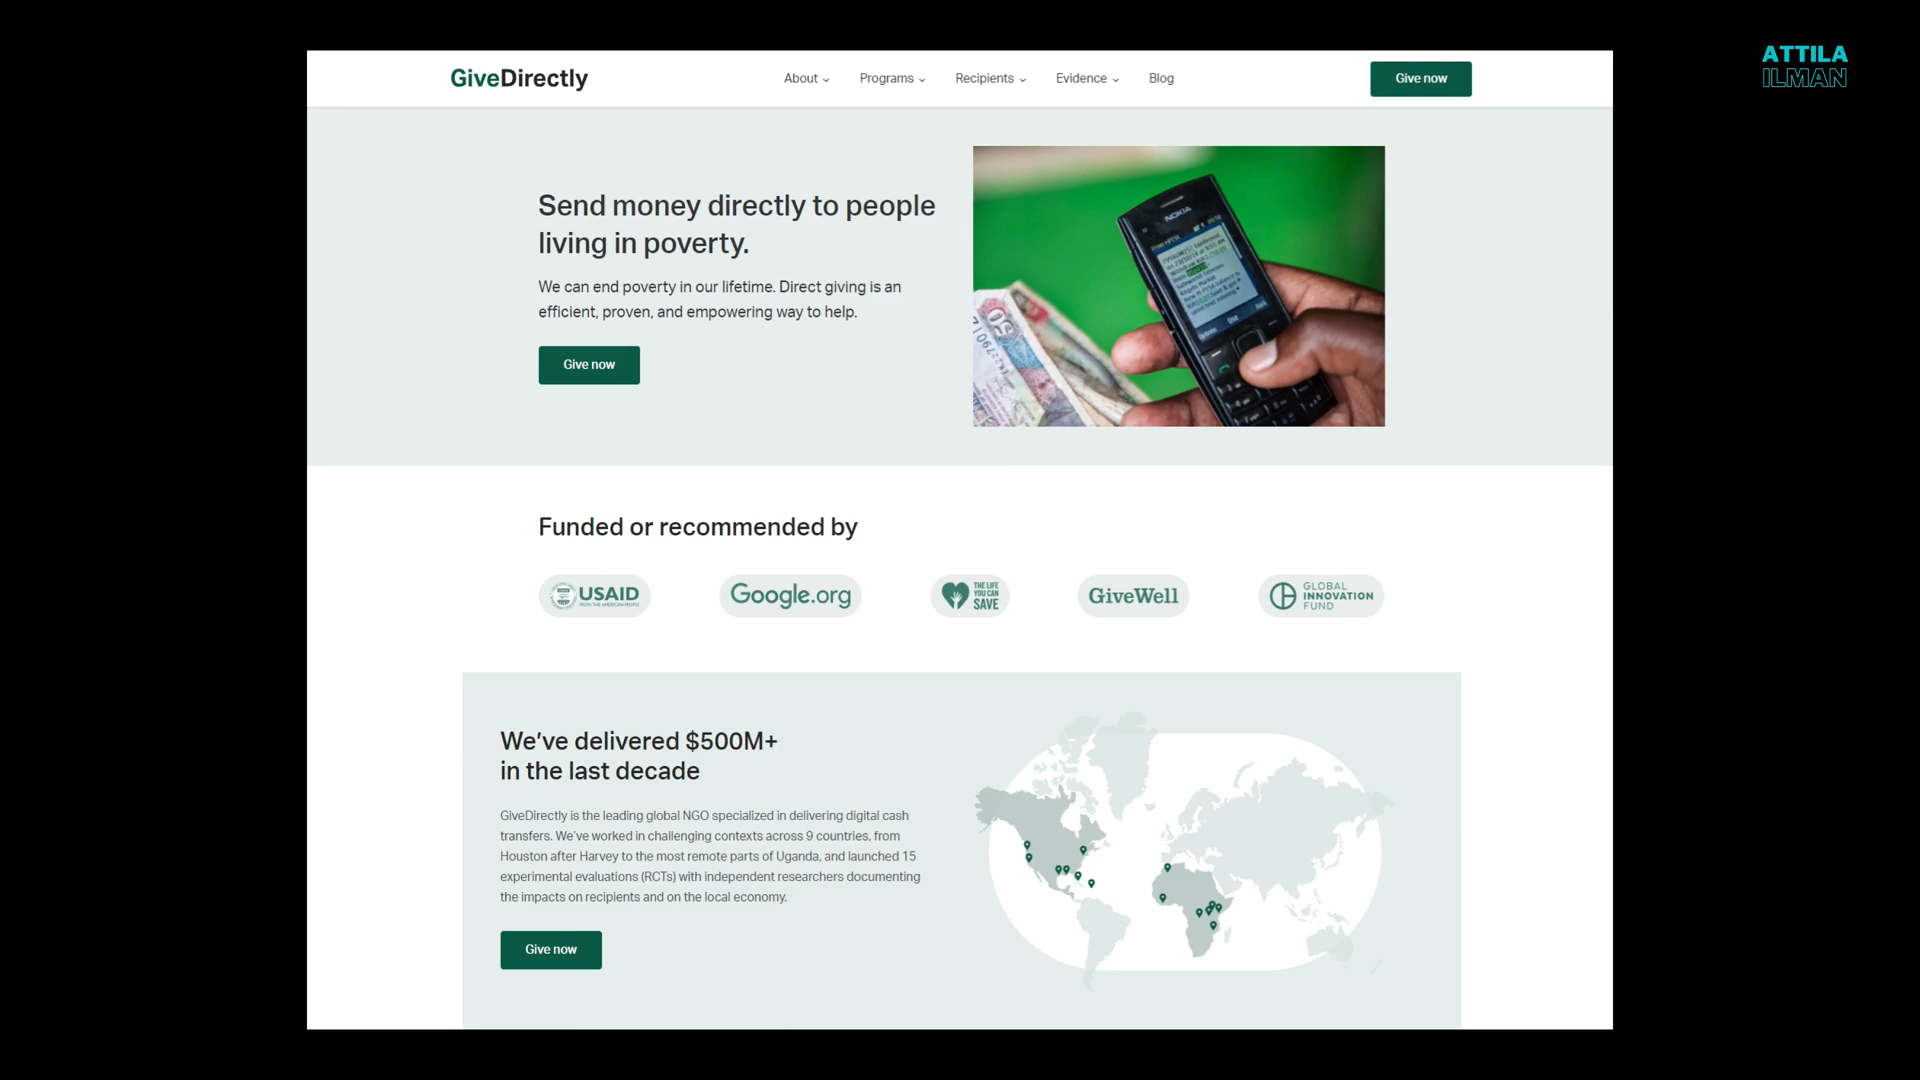 ATTILA
ILMAN
GiveDirectly
About
Programs
Recipients
Evidence
Blog
Give now
Send money directly to people
living in poverty.
We can end poverty in our lifetime. Direct giving is an
efficient, proven, and empowering way to help.
Give now
NOKIA
50
Funded or recommended by
USAID
FROM THE AMERICAN PEOPLE
Google.org
THE LIFE
YOU CAN
SAVE
GiveWell
GLOBAL
INNOVATION
FUND
We've delivered $500M+
in the last decade
GiveDirectly is the leading global NGO specialized in delivering digital cash
transfers. We've worked in challenging contexts across 9 countries, from
Houston after Harvey to the most remote parts of Uganda, and launched 15
experimental evaluations (RCTs) with independent researchers documenting
the impacts on recipients and on the local economy.
Give now